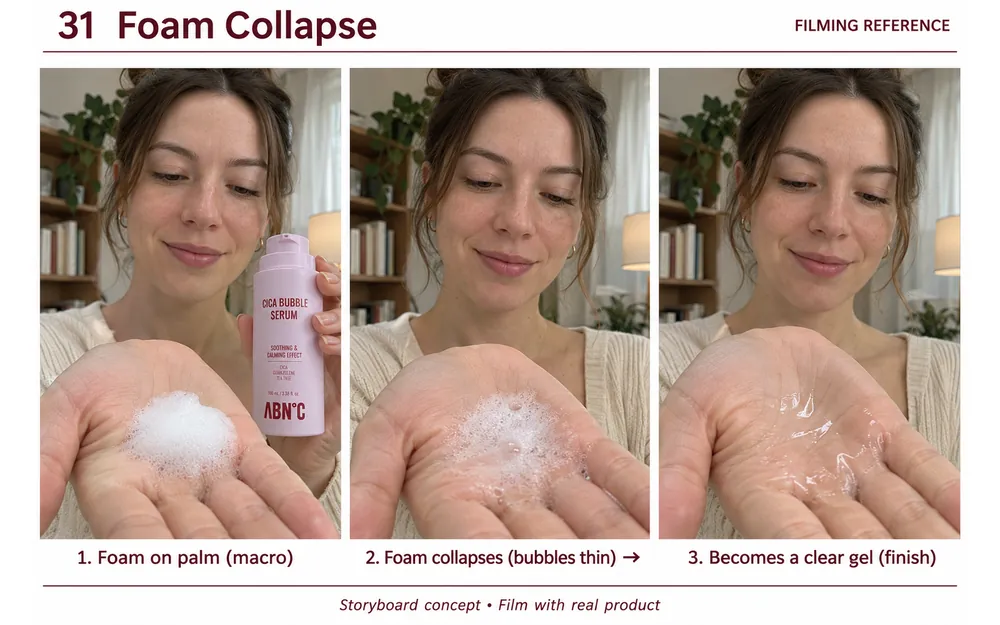 31 Foam Collapse
FILMING REFERENCE
CICA BUBBLE
SERUM
SOOTHING &
CALMING EFFECT
CICA
ABN°C
1. Foam on palm (macro)
2. Foam collapses (bubbles thin) →
3. Becomes a clear gel (finish)
Storyboard concept • Film with real product